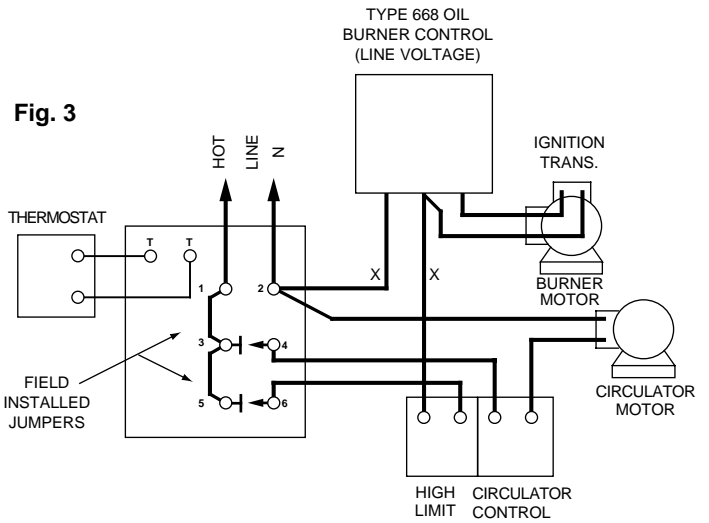 TYPE 668 OIL
BURNER CONTROL
(LINE VOLTAGE)
Fig. 3
HOT
LINE
N
IGNITION
TRANS.
THERMOSTAT
T
T
1
2
X
X
BURNER
MOTOR
3
4
FIELD
INSTALLED
JUMPERS
5
6
CIRCULATOR
MOTOR
HIGH
LIMIT
CIRCULATOR
CONTROL